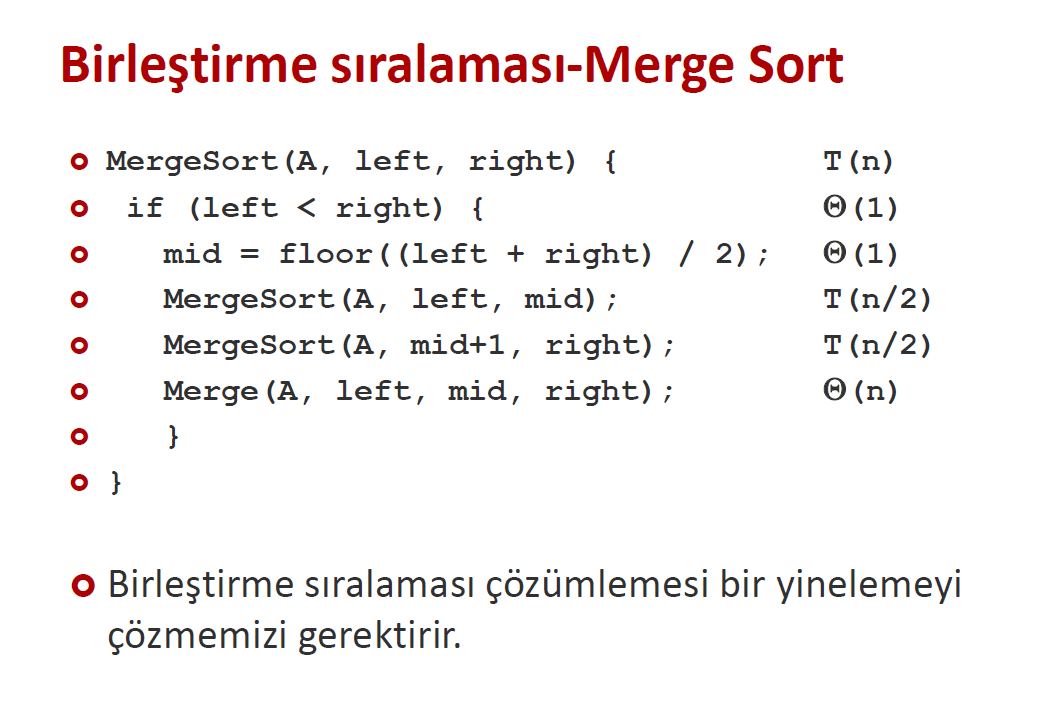 Birleştirme sıralaması-Merge Sort
MergeSort(A, left, right) { T(n)
if (left < right) { Θ(1)
mid = floor((left + right) / 2); Θ(1)
MergeSort(A, left, mid); T(n/2)
MergeSort(A, mid+1, right); T(n/2)
Merge(A, left, mid, right); Θ(n)
}
}
Birleştirme sıralaması çözümlemesi bir yinelemeyi
çözmemizi gerektirir.